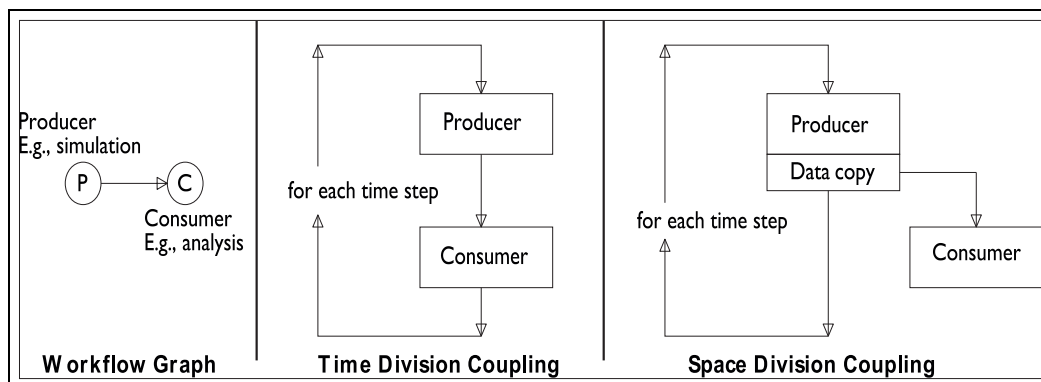 Producer
E.g., simulation
P
C
Consumer
E.g., analysis
Workflow Graph
Producer
for each time step
Consumer
Time Division Coupling
Producer
Data copy
for each time step
Consumer
Space Division Coupling